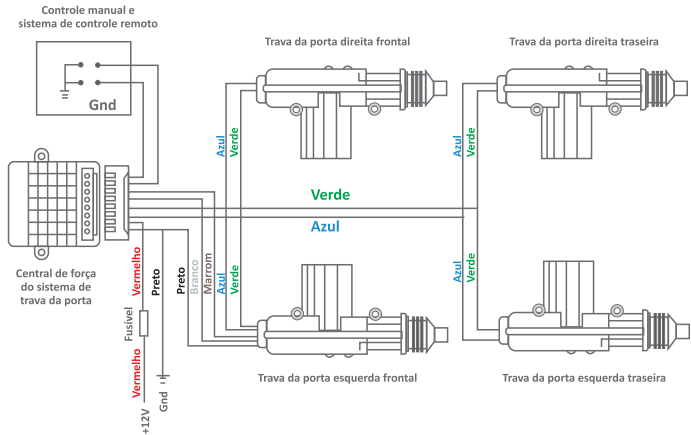 Controle manual e
sistema de controle remoto
Gnd
Trava da porta direita frontal
Trava da porta direita traseira
Azul
Verde
Azul
Verde
Verde
Azul
Central de força
do sistema de
trava da porta
Vermelho
Preto
Preto
Branco
Marrom
Azul
Verde
Azul
Verde
Fusível
Vermelho
+12V
Gnd
Trava da porta esquerda frontal
Trava da porta esquerda traseira